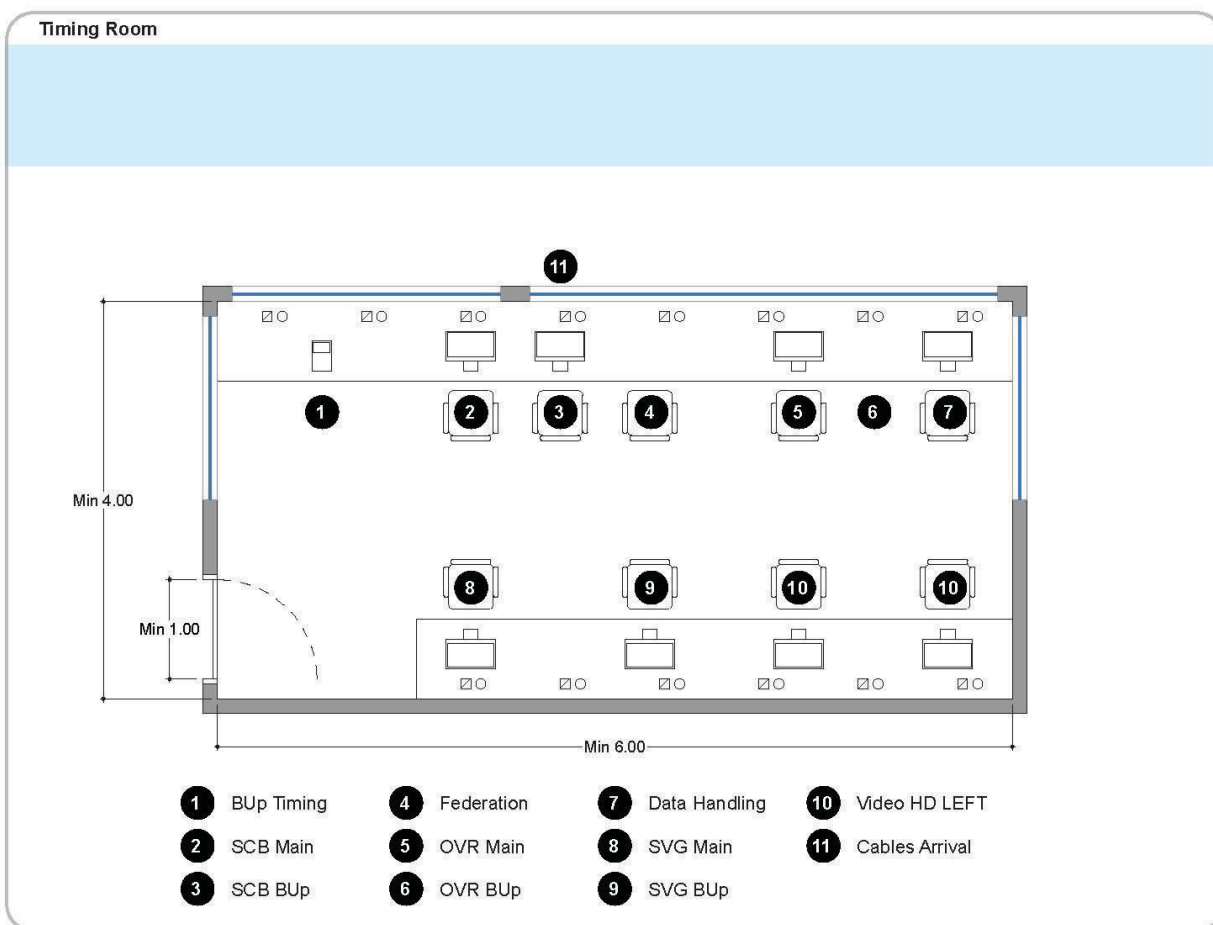 Timing Room
11
1 2 3 4 5 6 7
Min 4.00
8 9 10 10
Min 1.00
Min 6.00
1 BUp Timing
2 SCB Main
3 SCB BUp
4 Federation
5 OVR Main
6 OVR BUp
7 Data Handling
8 SVG Main
9 SVG BUp
10 Video HD LEFT
11 Cables Arrival